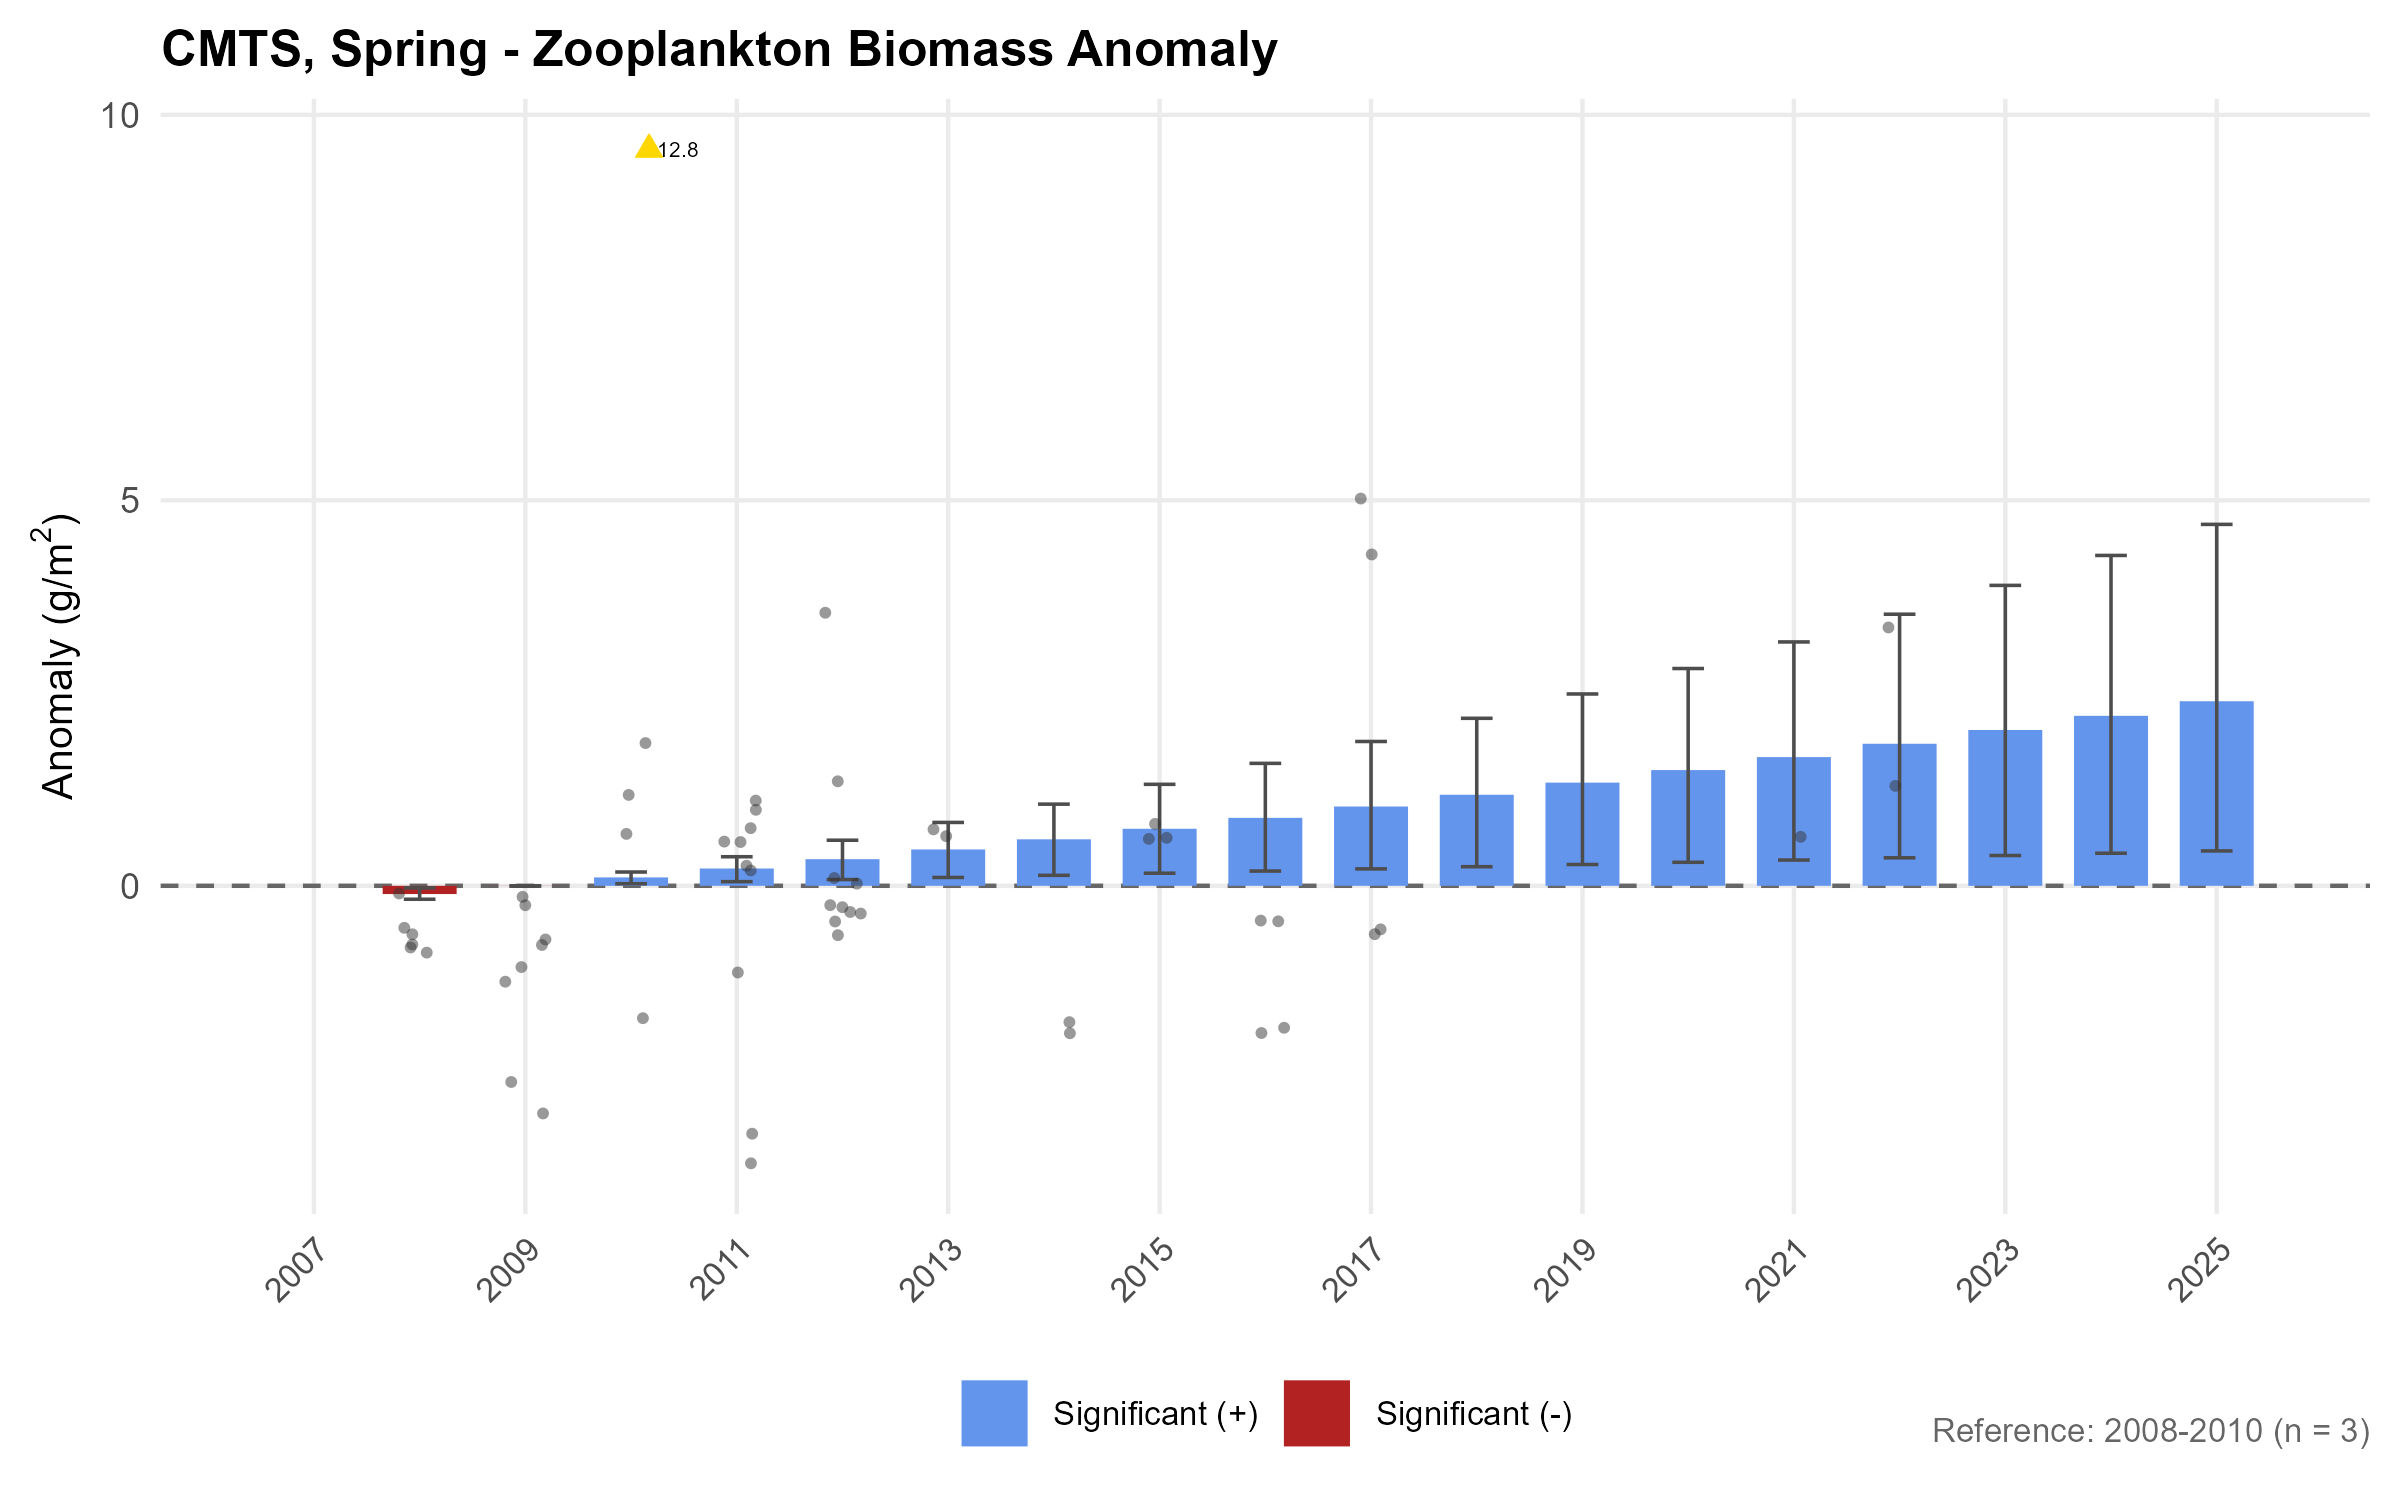 CMTS, Spring - Zooplankton Biomass Anomaly
10
12.8
5
0
Anomaly (g/m²)
2007
2009
2011
2013
2015
2017
2019
2021
2023
2025
Significant (+)
Significant (-)
Reference: 2008-2010 (n = 3)